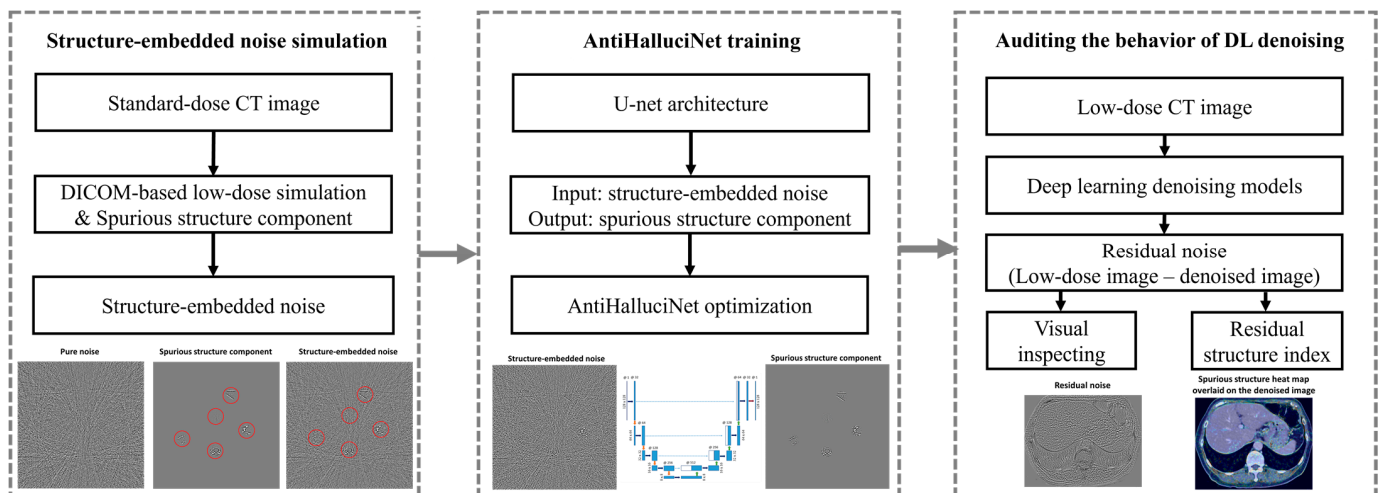 Structure-embedded noise simulation
Standard-dose CT image
DICOM-based low-dose simulation
& Spurious structure component
Structure-embedded noise
Pure noise
Spurious structure component
Structure-embedded noise
AntiHalluciNet training
U-net architecture
Input: structure-embedded noise
Output: spurious structure component
AntiHalluciNet optimization
Structure-embedded noise
Spurious structure component
Auditing the behavior of DL denoising
Low-dose CT image
Deep learning denoising models
Residual noise
(Low-dose image – denoised image)
Visual
inspecting
Residual
structure index
Residual noise
Spurious structure heat map
overlaid on the denoised image